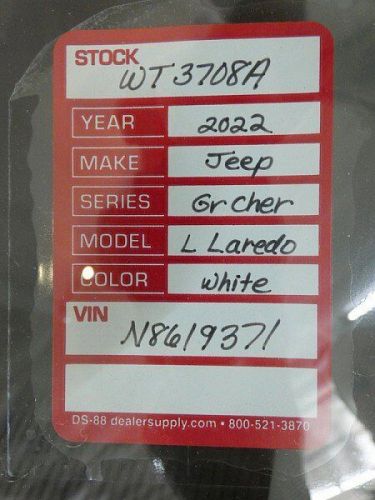 STOCK
WT3708A
YEAR 2022
MAKE Jeep
SERIES Gr Cher
MODEL L Laredo
COLOR White
VIN
N8619371
DS-88 dealersupply.com • 800-521-3870